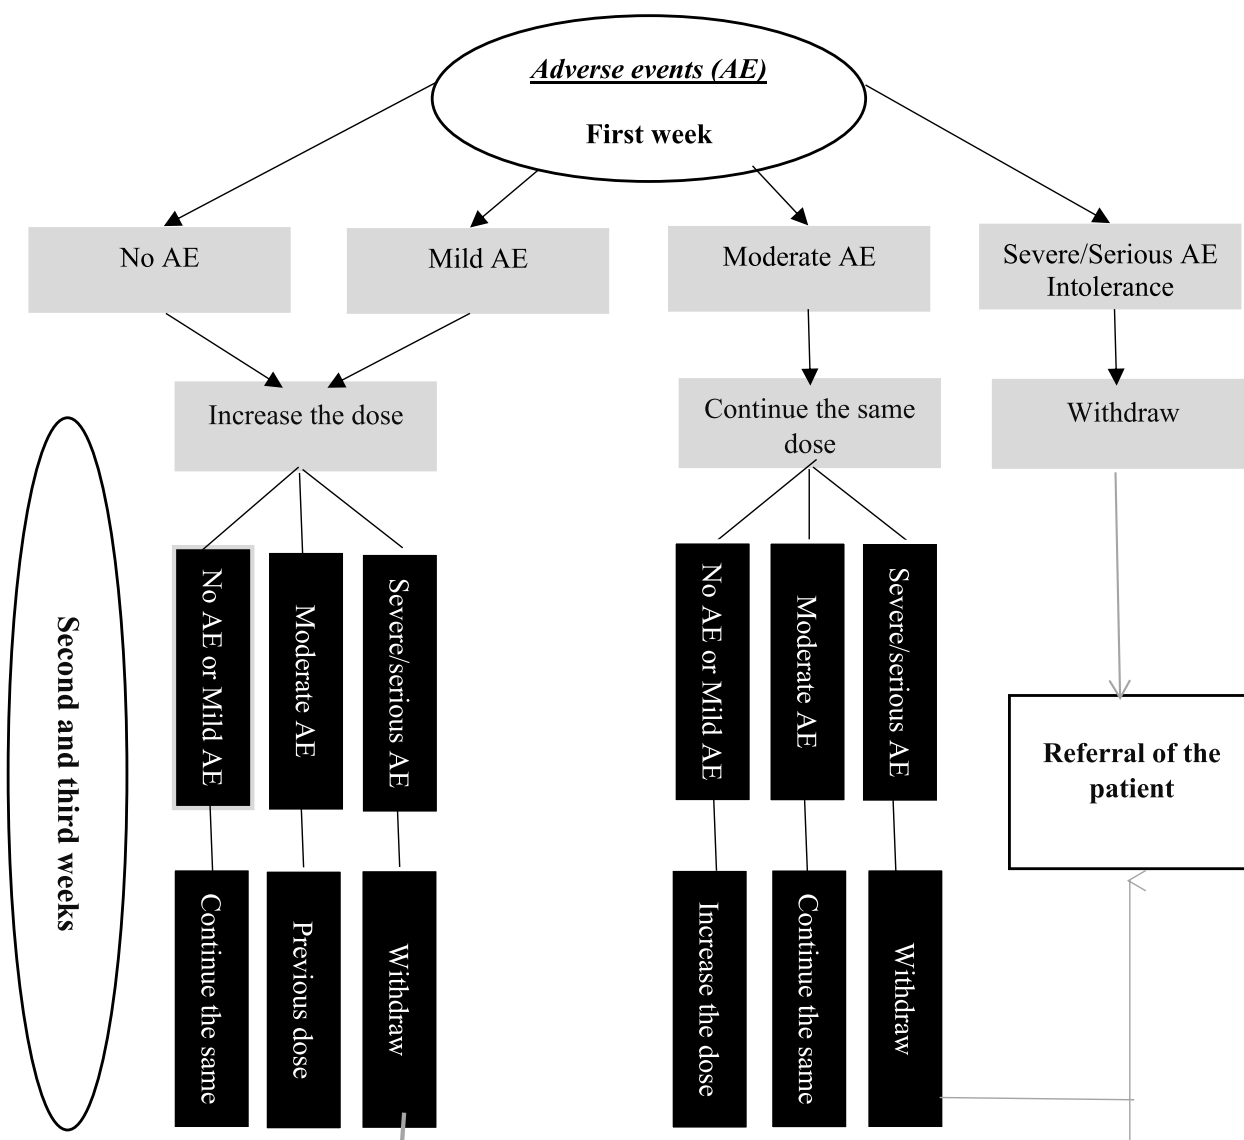 Adverse events (AE)
First week
No AE
Mild AE
Moderate AE
Severe/Serious AE
Intolerance
Increase the dose
Continue the same
dose
Withdraw
Second and third weeks
No AE or Mild AE
Moderate AE
Severe/serious AE
No AE or Mild AE
Moderate AE
Severe/serious AE
Referral of the
patient
Continue the same
Previous dose
Withdraw
Increase the dose
Continue the same
Withdraw